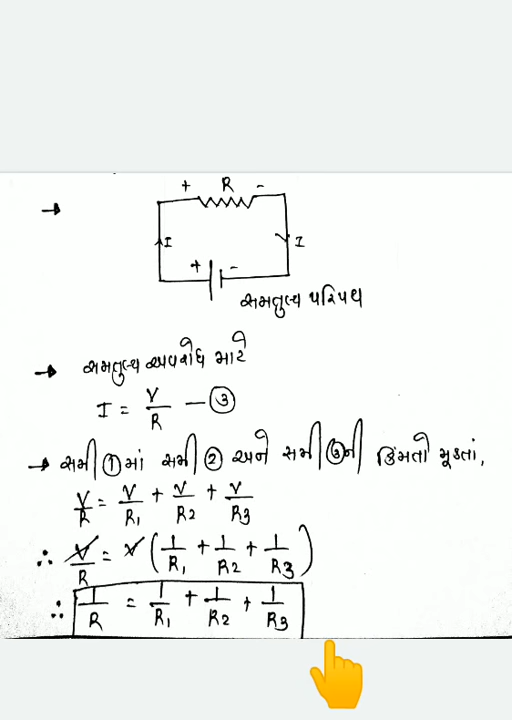 → + R -
I I
+ -
સમતુલ્ય પરિપથ
→ સમતુલ્ય અવરોધ માટે
I = V/R — ③
→ સમી ①માં સમી ② અને સમી ③ની કિંમતો મૂકતાં,
V/R = V/R₁ + V/R2 + V/R3
∴ V/R = V (1/R₁ + 1/R2 + 1/R3)
∴ 1/R = 1/R₁ + 1/R2 + 1/R3